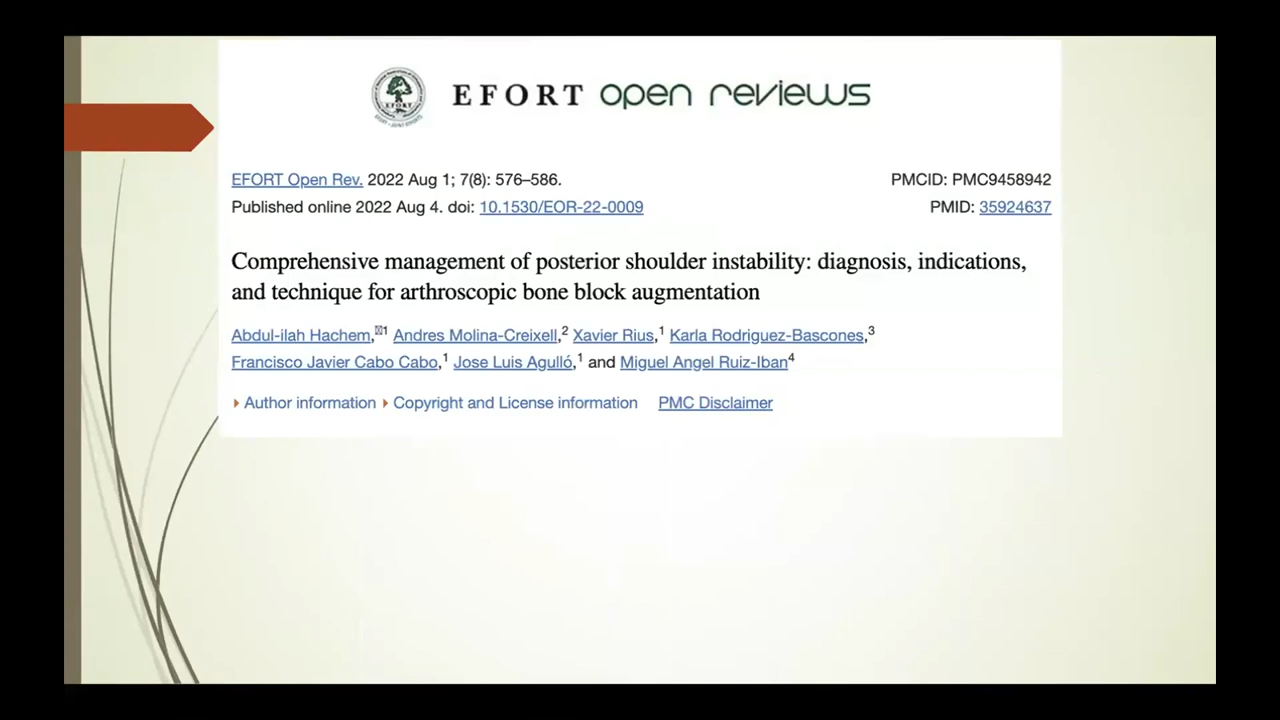 EFORT open reviews
EFORT Open Rev. 2022 Aug 1; 7(8): 576–586.
PMCID: PMC9458942
Published online 2022 Aug 4. doi: 10.1530/EOR-22-0009
PMID: 35924637
Comprehensive management of posterior shoulder instability: diagnosis, indications,
and technique for arthroscopic bone block augmentation
Abdul-ilah Hachem,1 Andres Molina-Creixell,2 Xavier Rius,1 Karla Rodriguez-Bascones,3
Francisco Javier Cabo Cabo,1 Jose Luis Agulló,1 and Miguel Angel Ruiz-Iban4
Author information Copyright and License information PMC Disclaimer